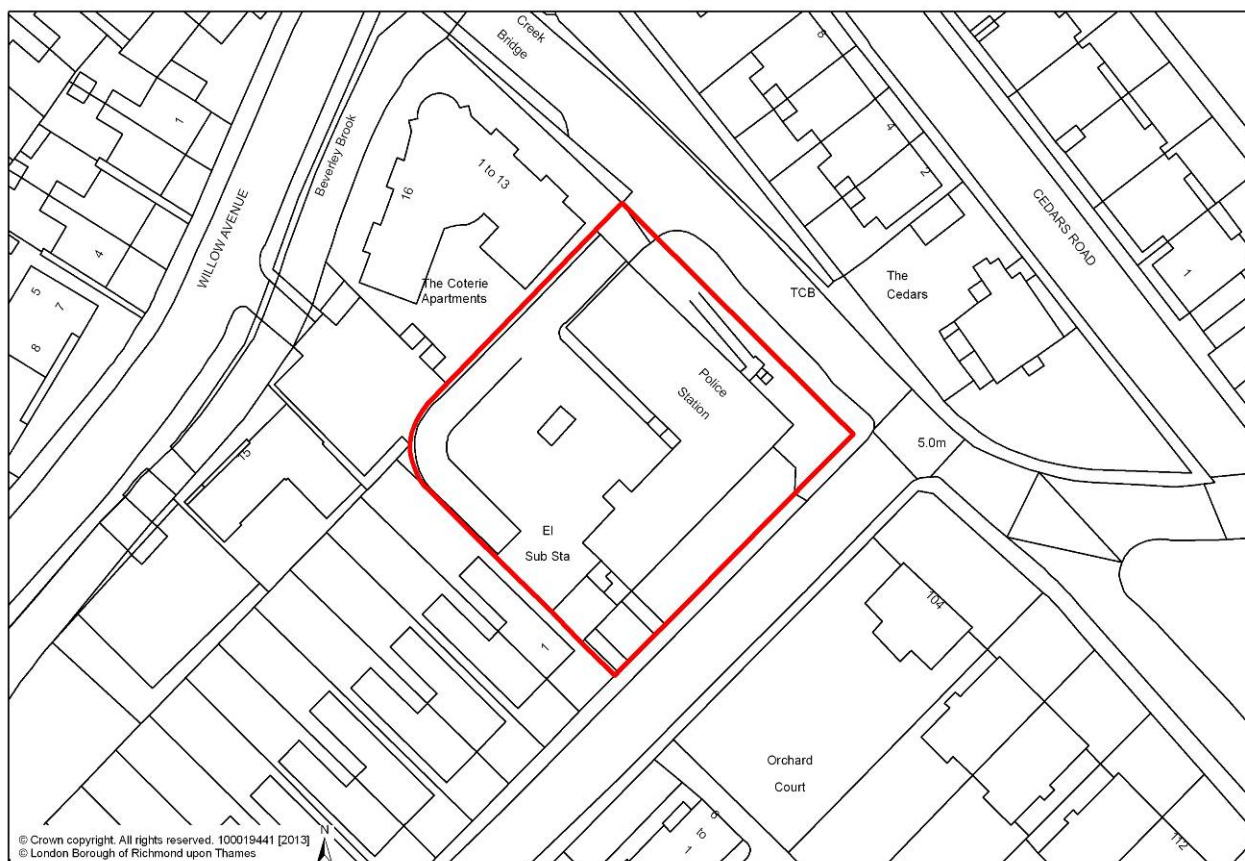 Creek
Bridge
8
1
Beverley Brook
4
1 to 13
2
16
CEDARS ROAD
WILLOW AVENUE
4
The
Cedars
1
5
7
8
The Coterie
Apartments
TCB
Police
Station
5.0m
15
El
Sub Sta
104
1
Orchard
Court
6
to
1
112
© Crown copyright. All rights reserved. 100019441 [2013]
© London Borough of Richmond upon Thames
N